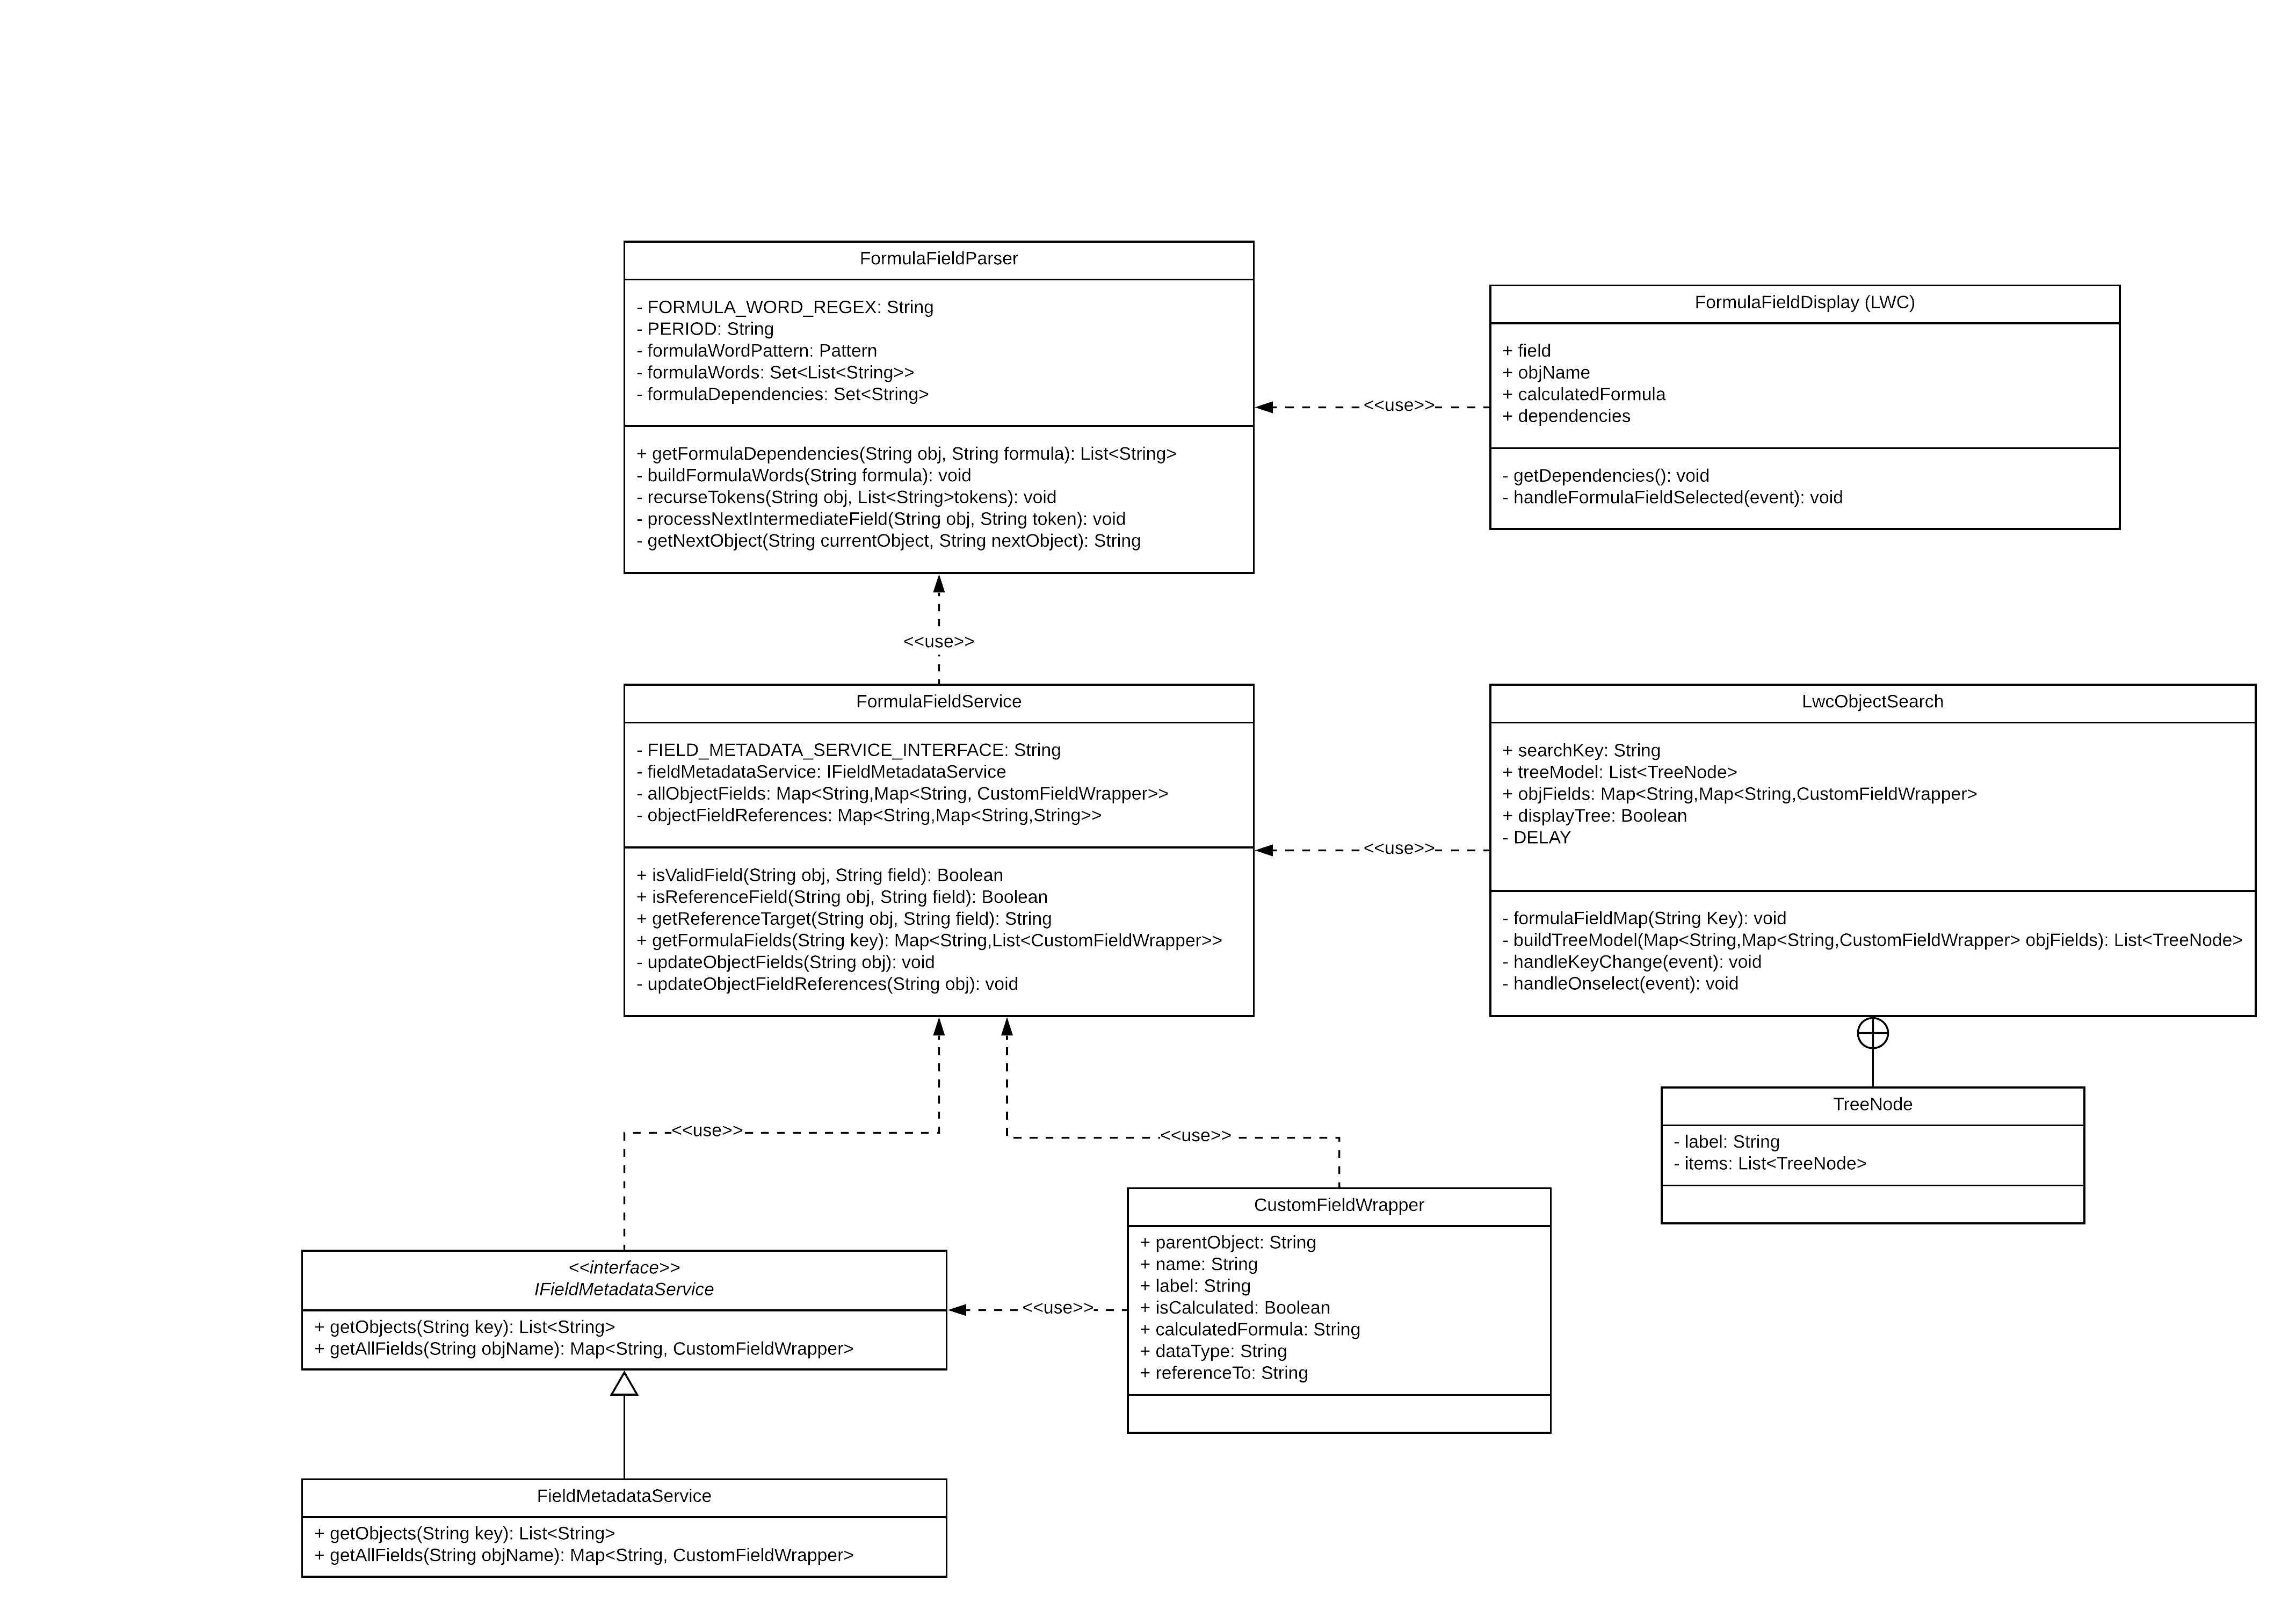 FormulaFieldParser
- FORMULA_WORD_REGEX: String
- PERIOD: String
- formulaWordPattern: Pattern
- formulaWords: Set<List<String>>
- formulaDependencies: Set<String>
+ getFormulaDependencies(String obj, String formula): List<String>
- buildFormulaWords(String formula): void
- recurseTokens(String obj, List<String>tokens): void
- processNextIntermediateField(String obj, String token): void
- getNextObject(String currentObject, String nextObject): String
<<use>>
FormulaFieldDisplay (LWC)
+ field
+ objName
+ calculatedFormula
+ dependencies
- getDependencies(): void
- handleFormulaFieldSelected(event): void
<<use>>
FormulaFieldService
- FIELD_METADATA_SERVICE_INTERFACE: String
- fieldMetadataService: IFieldMetadataService
- allObjectFields: Map<String,Map<String, CustomFieldWrapper>>
- objectFieldReferences: Map<String,Map<String,String>>
+ isValidField(String obj, String field): Boolean
+ isReferenceField(String obj, String field): Boolean
+ getReferenceTarget(String obj, String field): String
+ getFormulaFields(String key): Map<String,List<CustomFieldWrapper>>
- updateObjectFields(String obj): void
- updateObjectFieldReferences(String obj): void
<<use>>
LwcObjectSearch
+ searchKey: String
+ treeModel: List<TreeNode>
+ objFields: Map<String,Map<String,CustomFieldWrapper>
+ displayTree: Boolean
- DELAY
- formulaFieldMap(String Key): void
- buildTreeModel(Map<String,Map<String,CustomFieldWrapper> objFields): List<TreeNode>
- handleKeyChange(event): void
- handleOnselect(event): void
TreeNode
- label: String
- items: List<TreeNode>
<<use>>
<<use>>
<<interface>>
IFieldMetadataService
+ getObjects(String key): List<String>
+ getAllFields(String objName): Map<String, CustomFieldWrapper>
<<use>>
CustomFieldWrapper
+ parentObject: String
+ name: String
+ label: String
+ isCalculated: Boolean
+ calculatedFormula: String
+ dataType: String
+ referenceTo: String
FieldMetadataService
+ getObjects(String key): List<String>
+ getAllFields(String objName): Map<String, CustomFieldWrapper>